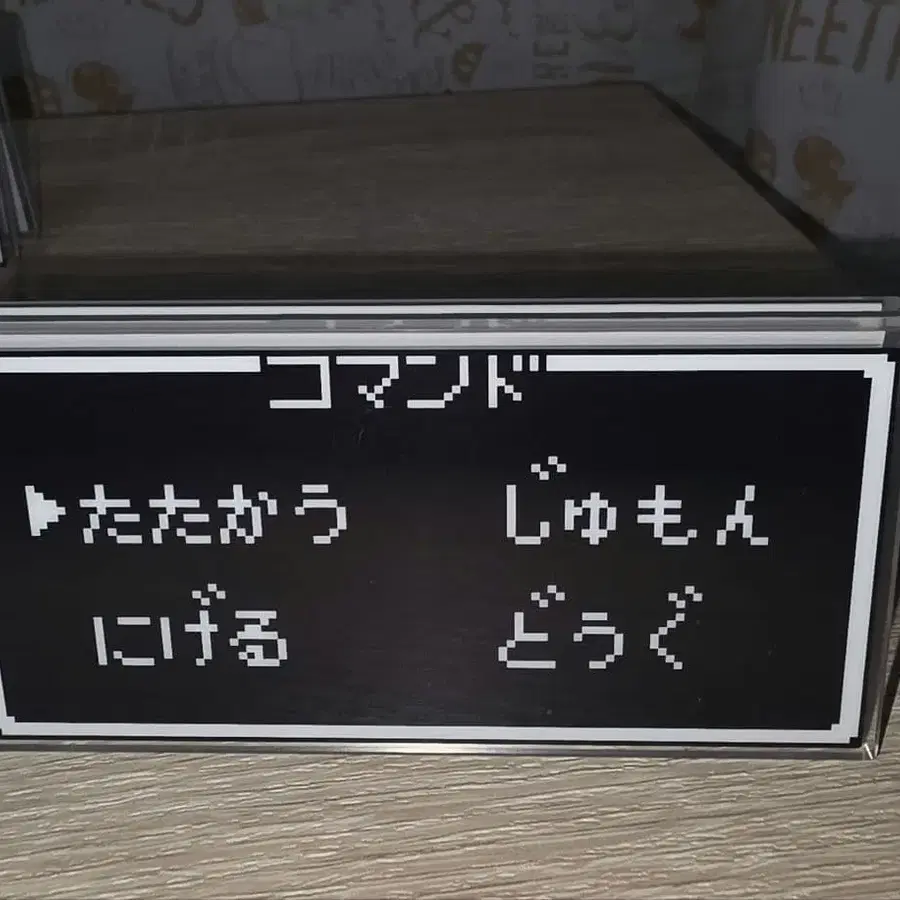 コマンド
▶たたかう じゅもん
にげる どうぐ